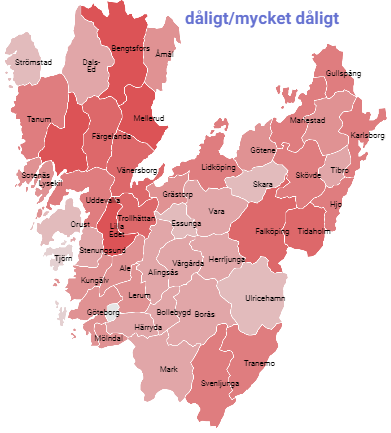 dåligt/mycket dåligt
Bengtsfors
Åmål
Strömstad
Dals-
Ed
Gullspång
Tanum
Mellerud
Mariestad
Färgelanda
Karlsborg
Götene
Lidköping
Vänersborg
Sotenäs
Tibro
Skövde
Lysekil
Skara
Grästorp
Uddevalla
Hjo
Vara
Trollhättan
Orust
Essunga
Lilla
Edet
Falköping
Tidaholm
Stenungsund
Tjörn
Herrljunga
Vårgårda
Ale
Alingsås
Kungälv
Lerum
Ulricehamn
Göteborg
Bollebygd
Borås
Härryda
Mölndal
Tranemo
Mark
Svenljunga